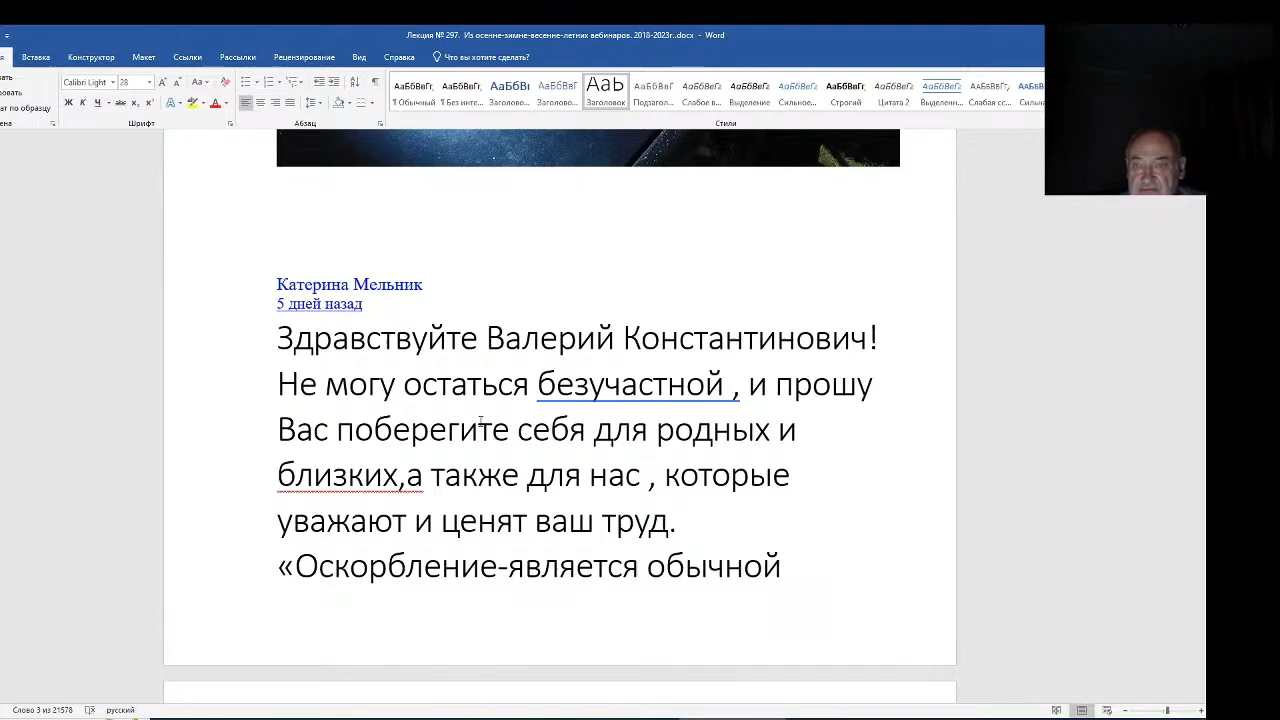 Лекция № 297. Из осенне-зимне-весенне-летних вебинаров. 2018-2023г..docx - Word
Вставка Конструктор Макет Ссылки Рассылки Рецензирование Вид Справка Что вы хотите сделать?
Calibri Light 28
АаБбВвГг, АаБбВвГг, АаБбВı АаБбВвГ АаЬ АаБбВвГ АаБбВвГг АаБбВвГг АаБбВвГг АаБбВвГг, АаБбВвГг АаБбВвГг АаБбВвГг,
¶ Обычный ¶ Без инте... Заголово... Заголово... Заголовок Подзагол... Слабое в... Выделение Сильное... Строгий Цитата 2 Выделенн... Слабая сс...
Шрифт Абзац Стили
Катерина Мельник
5 дней назад
Здравствуйте Валерий Константинович!
Не могу остаться безучастной , и прошу
Вас поберегите себя для родных и
близких,а также для нас , которые
уважают и ценят ваш труд.
«Оскорбление-является обычной
Слово 3 из 21578 русский